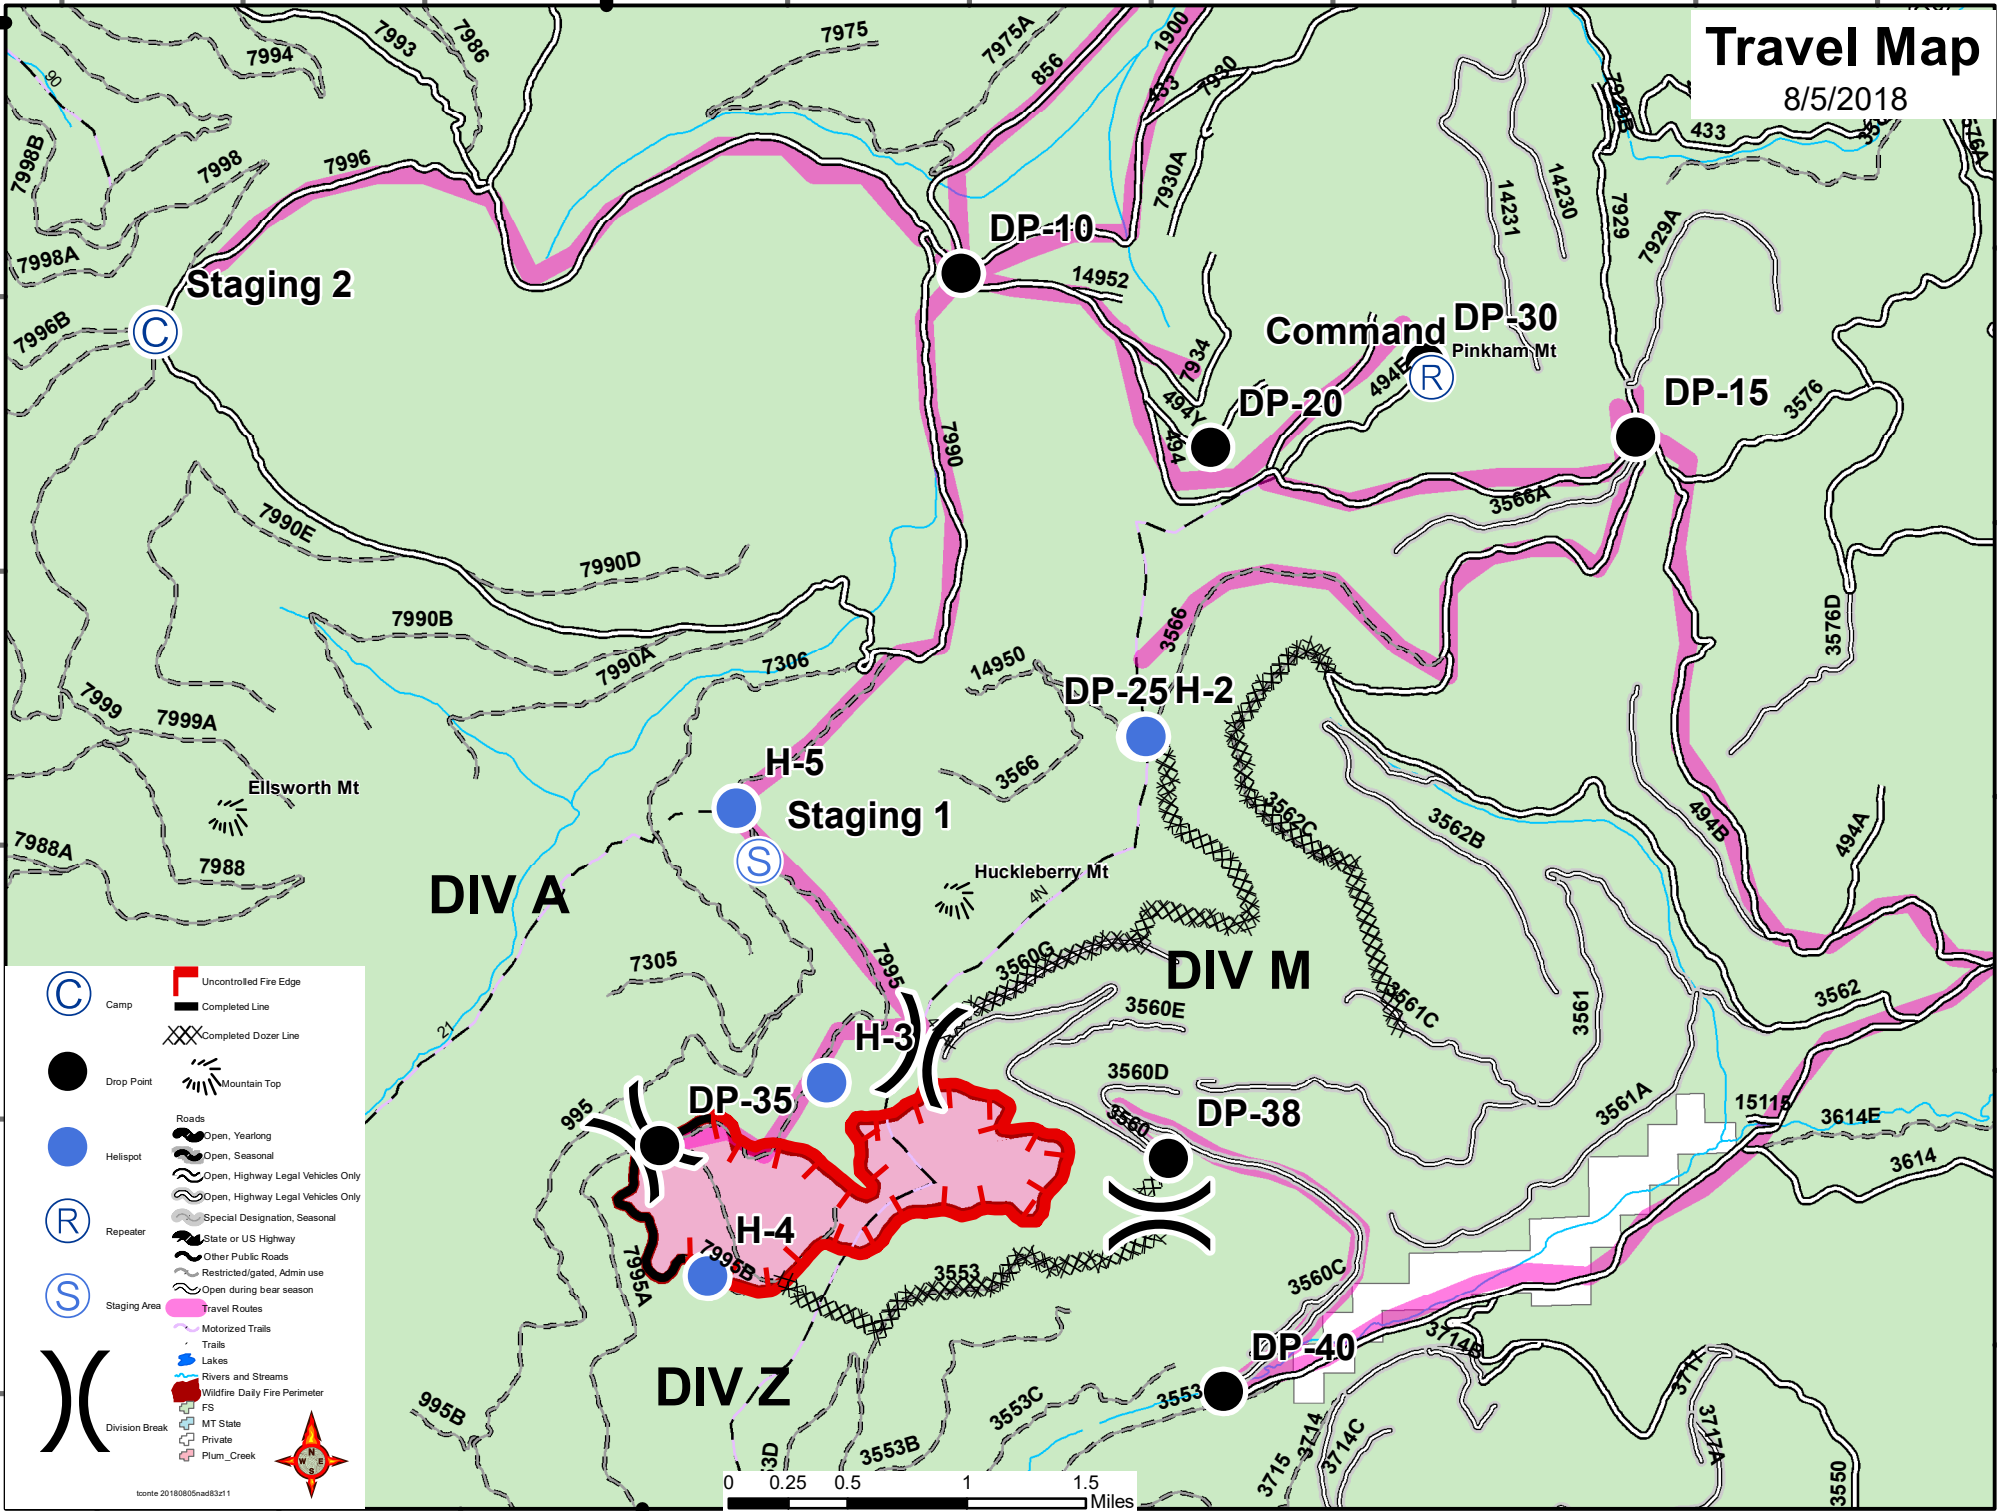 Travel Map
8/5/2018
7994
7993
7986
7975
7975A
856
1900
433
7930
7929B
433
90
7998B
7998
7996
7930A
14231
14230
7929
7929A
7998A
Staging 2
DP-10
14952
7996B
C
Command
DP-30
Pinkham Mt
494E
R
7934
494Y
494
DP-20
DP-15
3576
7990
7990E
7990D
3566A
7990B
7990A
7306
14950
3566
3576D
7999
7999A
DP-25
H-2
Ellsworth Mt
H-5
Staging 1
S
3566
3562C
3562B
494B
494A
7988A
7988
DIV A
Huckleberry Mt
4N
7305
7995
3560G
DIV M
3561C
3561
3562
21
H-3
3560E
3560D
DP-35
995
3560
DP-38
3561A
15115
3614E
3614
H-4
7995B
7995A
3553
3560C
DP-40
3714B
DIV Z
995B
3553C
3553
3553B
3715
3714
3714C
3717
3717A
3550
C
Camp
Drop Point
Helispot
R
Repeater
S
Staging Area
Division Break
Uncontrolled Fire Edge
Completed Line
Completed Dozer Line
Mountain Top
Roads
Open, Yearlong
Open, Seasonal
Open, Highway Legal Vehicles Only
Open, Highway Legal Vehicles Only
Special Designation, Seasonal
State or US Highway
Other Public Roads
Restricted/gated, Admin use
Open during bear season
Travel Routes
Motorized Trails
Trails
Lakes
Rivers and Streams
Wildfire Daily Fire Perimeter
FS
MT State
Private
Plum_Creek
N
W E
S
tconte 20180805nad83z11
0 0.25 0.5 1 1.5
Miles